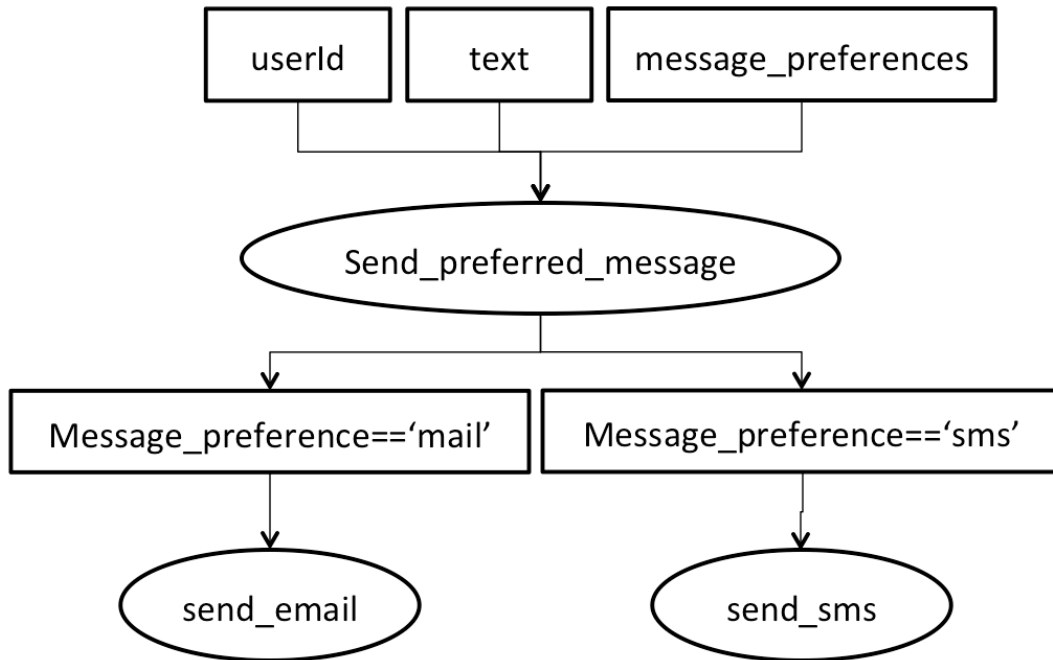 userId
text
message_preferences
Send_preferred_message
Message_preference==‘mail’
Message_preference==‘sms’
send_email
send_sms